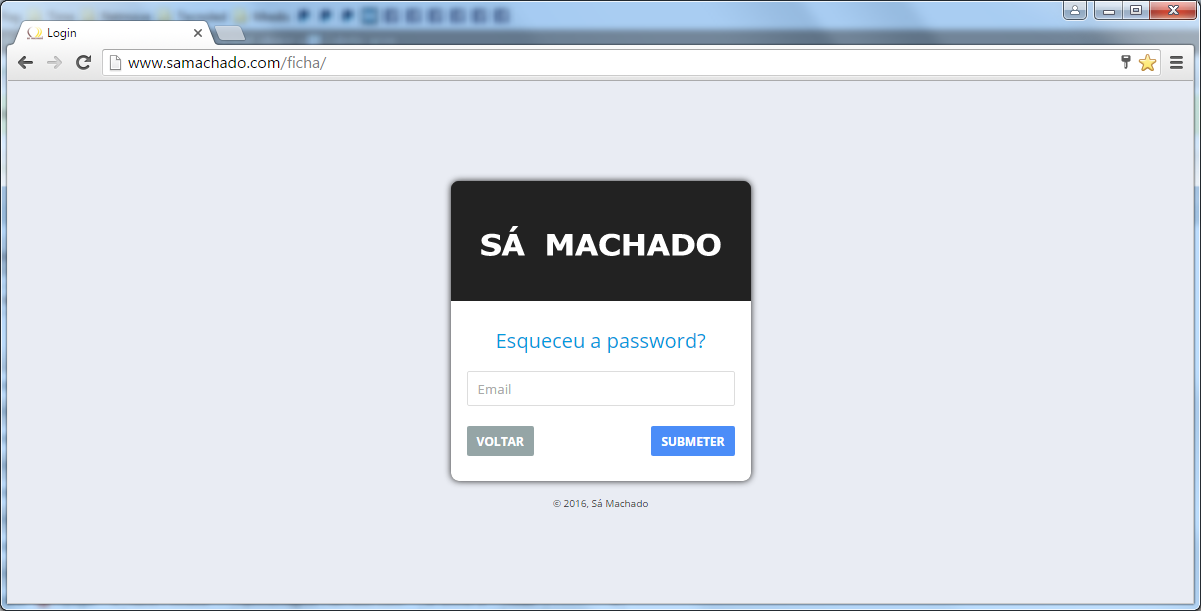 Login
www.samachado.com/ficha/
SÁ MACHADO
Esqueceu a password?
Email
VOLTAR
SUBMETER
© 2016, Sá Machado